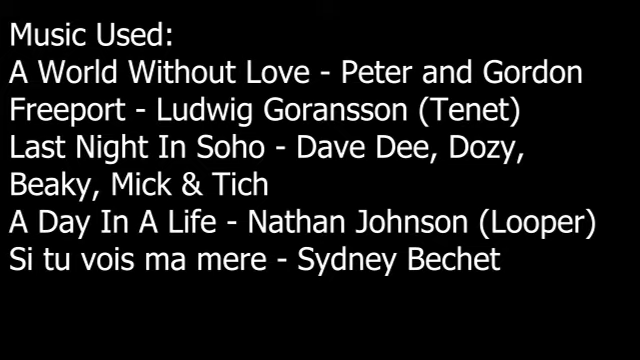 Music Used:
A World Without Love - Peter and Gordon
Freeport - Ludwig Goransson (Tenet)
Last Night In Soho - Dave Dee, Dozy,
Beaky, Mick & Tich
A Day In A Life - Nathan Johnson (Looper)
Si tu vois ma mere - Sydney Bechet